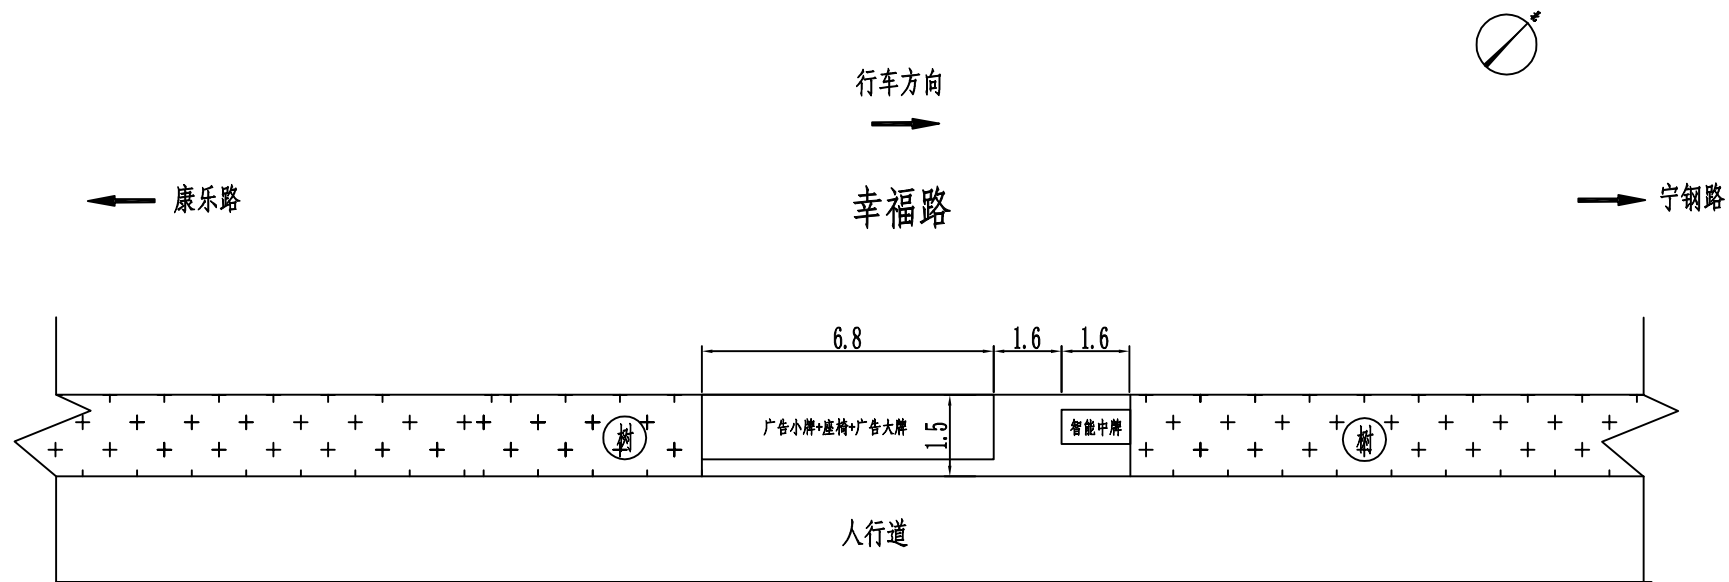 北
行车方向
康乐路
幸福路
宁钢路
6.8
1.6
1.6
广告小牌+座椅+广告大牌
1.5
智能中牌
树
树
人行道